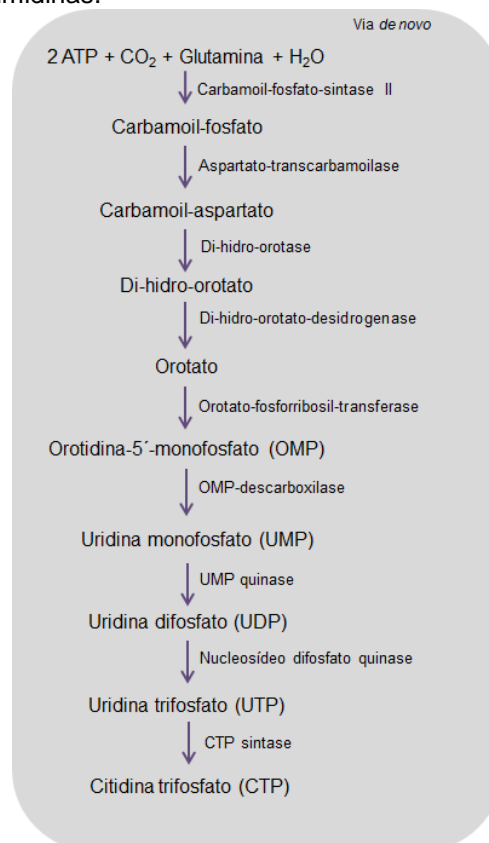 Via de novo
2 ATP + CO₂ + Glutamina + H₂O
Carbamoil-fosfato-sintase II
Carbamoil-fosfato
Aspartato-transcarbamoilase
Carbamoil-aspartato
Di-hidro-orotase
Di-hidro-orotato
Di-hidro-orotato-desidrogenase
Orotato
Orotato-fosforribosil-transferase
Orotidina-5´-monofosfato (OMP)
OMP-descarboxilase
Uridina monofosfato (UMP)
UMP quinase
Uridina difosfato (UDP)
Nucleosídeo difosfato quinase
Uridina trifosfato (UTP)
CTP sintase
Citidina trifosfato (CTP)